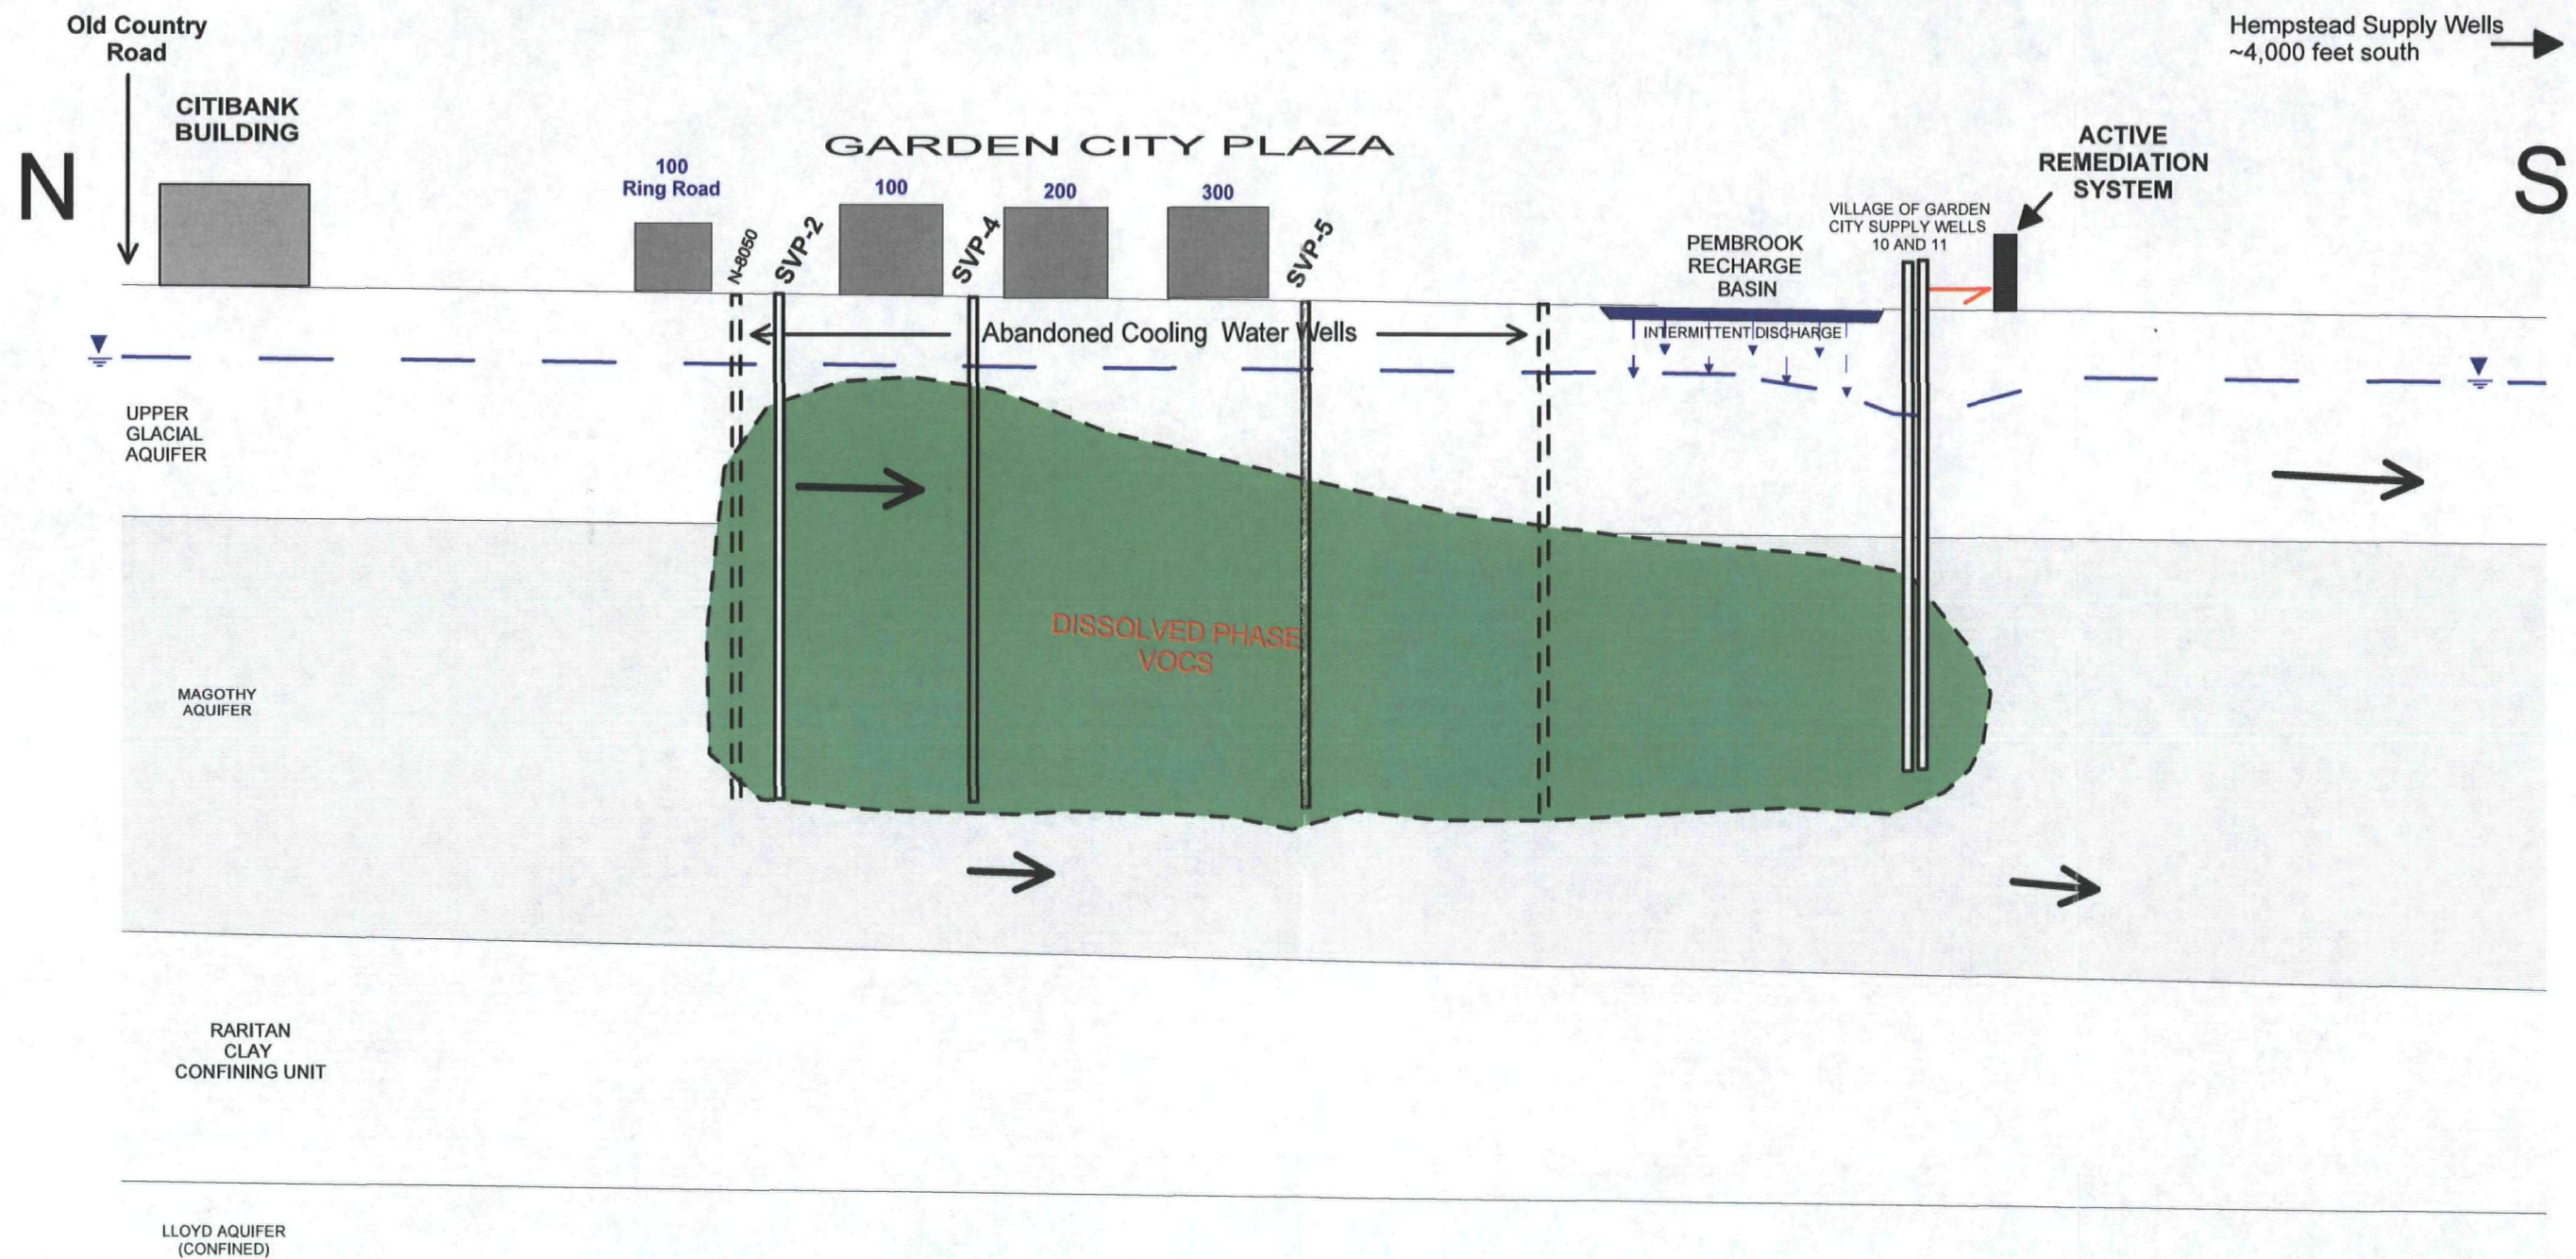 Old Country
Road
Hempstead Supply Wells
~4,000 feet south
CITIBANK
BUILDING
N
GARDEN CITY PLAZA
100
Ring Road
100
200
300
N-8050
SVP-2
SVP-4
SVP-5
ACTIVE
REMEDIATION
SYSTEM
S
VILLAGE OF GARDEN
CITY SUPPLY WELLS
10 AND 11
PEMBROOK
RECHARGE
BASIN
Abandoned Cooling Water Wells
INTERMITTENT DISCHARGE
UPPER
GLACIAL
AQUIFER
DISSOLVED PHASE
VOCS
MAGOTHY
AQUIFER
RARITAN
CLAY
CONFINING UNIT
LLOYD AQUIFER
(CONFINED)